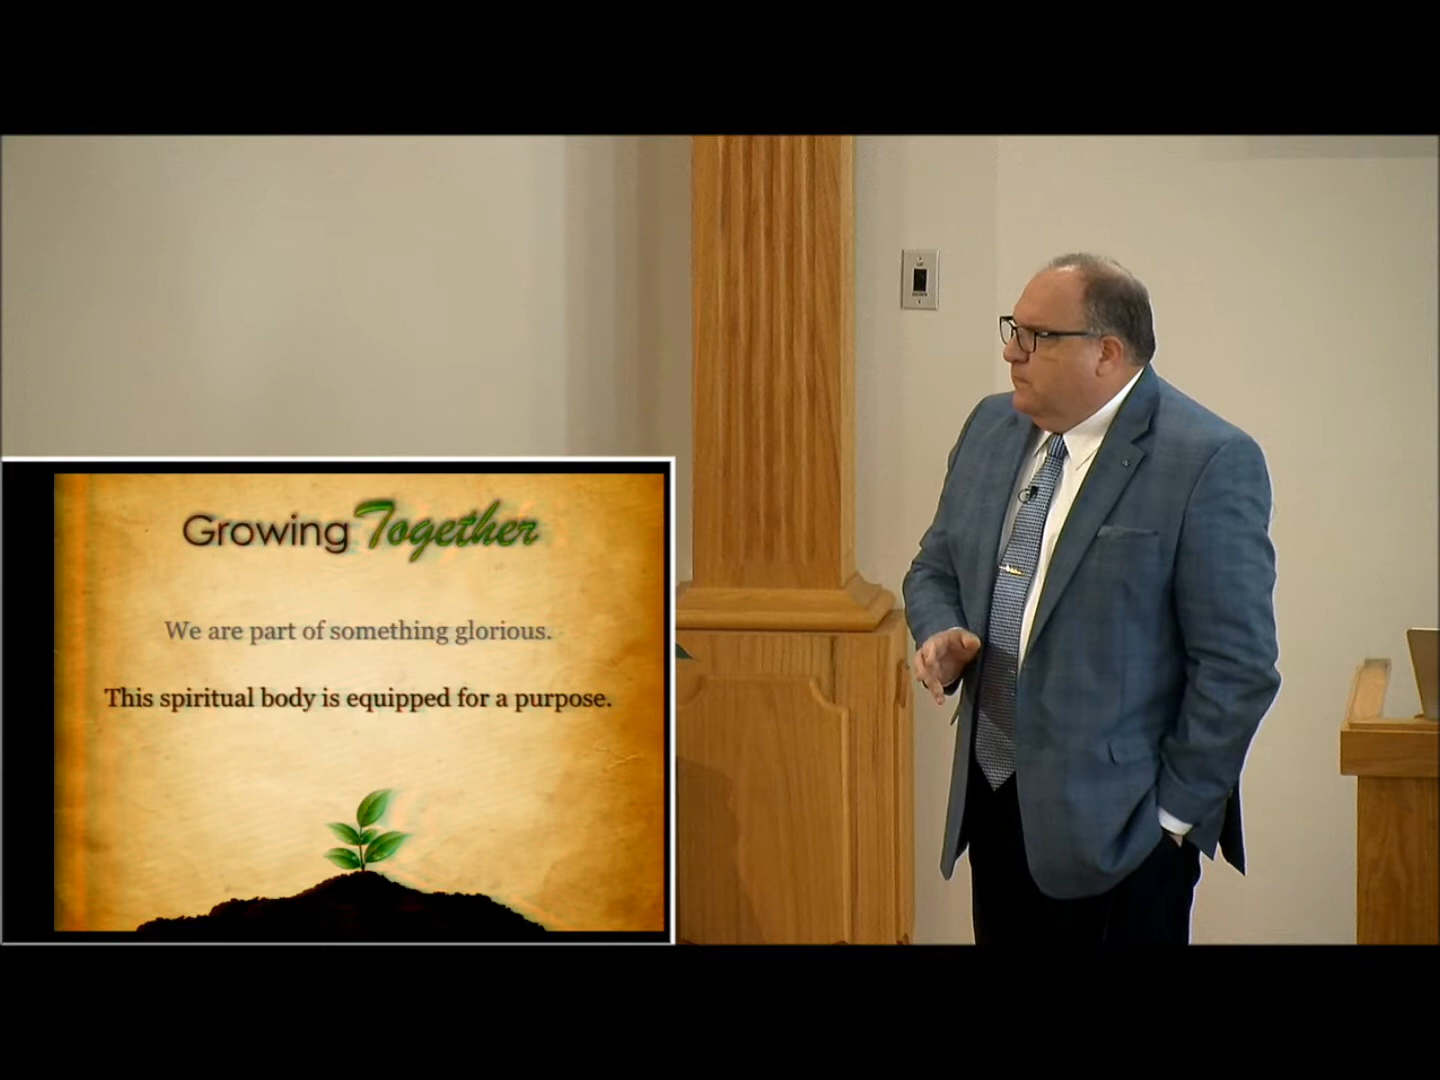 Growing Together
We are part of something glorious.
This spiritual body is equipped for a purpose.